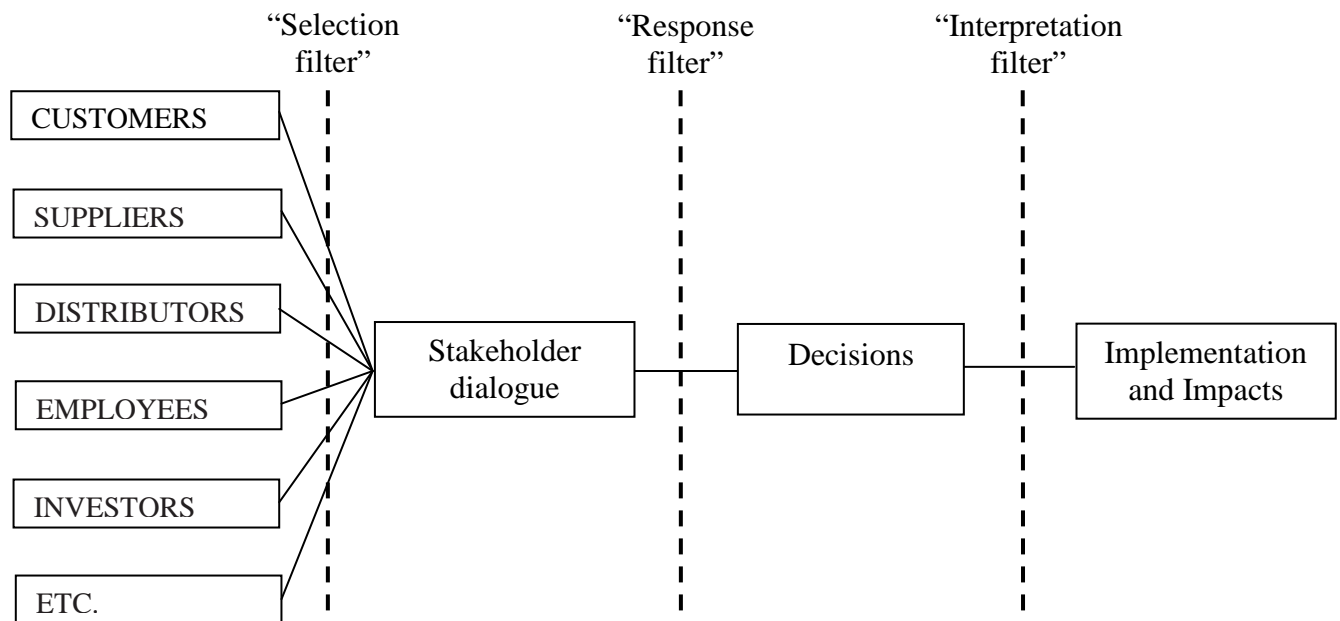 “Selection
filter”
“Response
filter”
“Interpretation
filter”
CUSTOMERS
SUPPLIERS
DISTRIBUTORS
EMPLOYEES
INVESTORS
ETC.
Stakeholder
dialogue
Decisions
Implementation
and Impacts